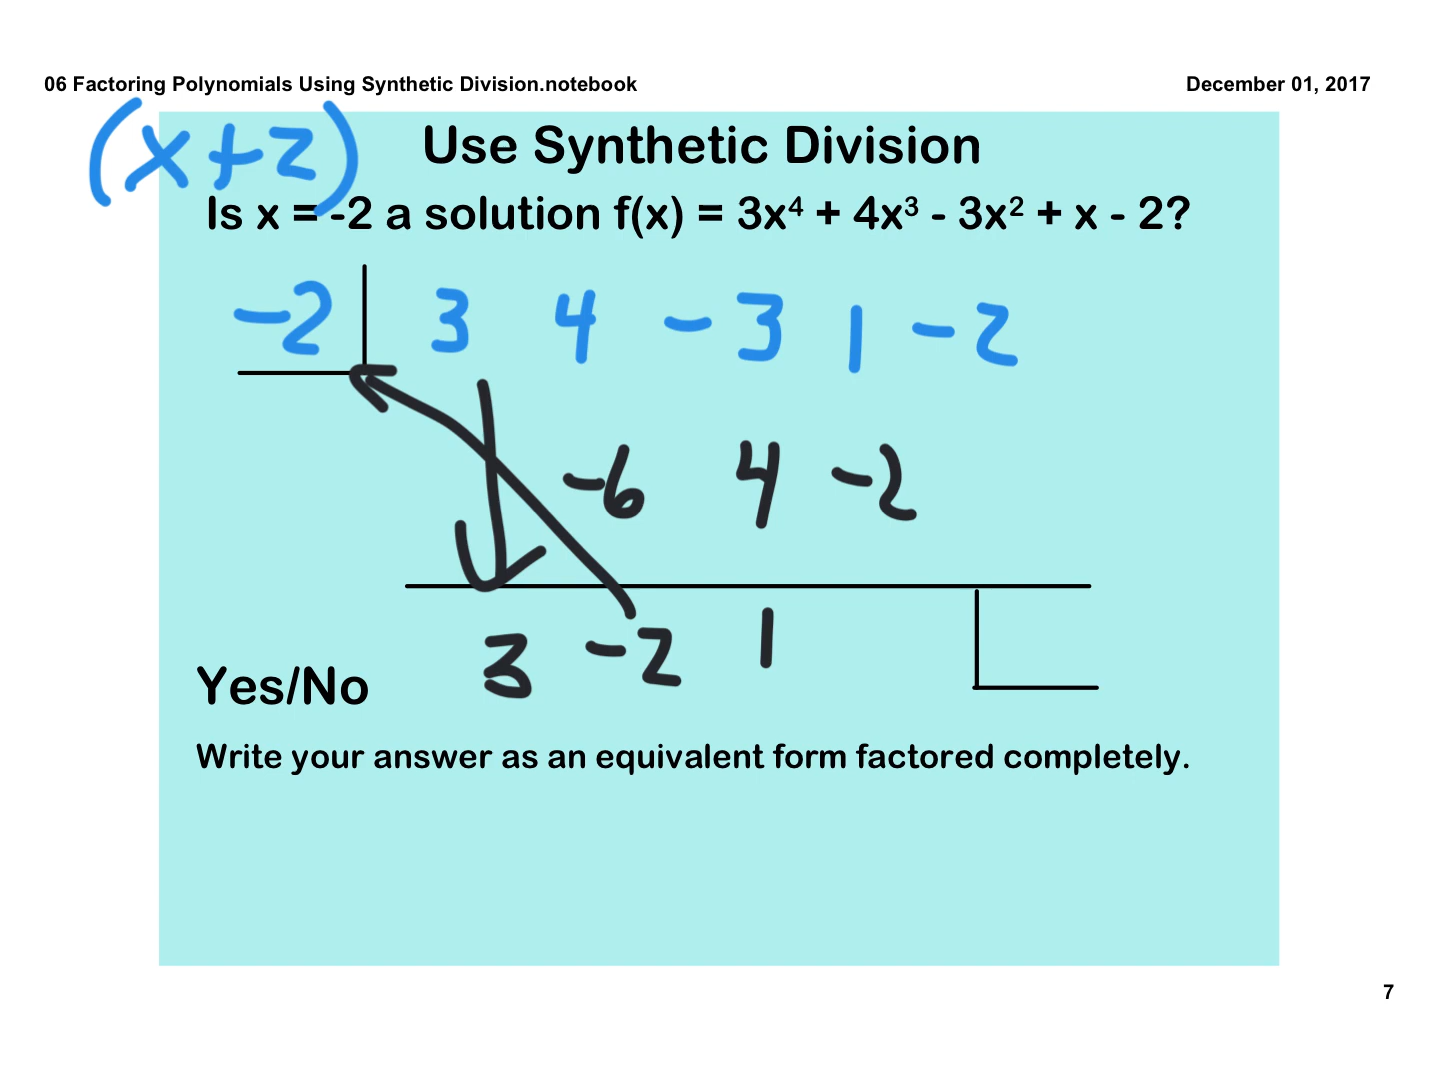 06 Factoring Polynomials Using Synthetic Division.notebook December 01, 2017
(x+2) Use Synthetic Division
Is x = -2 a solution f(x) = 3x⁴ + 4x³ - 3x² + x - 2?
-2 3 4 -3 1 -2
-6 4 -2
3 -2 1
Yes/No
Write your answer as an equivalent form factored completely.
7